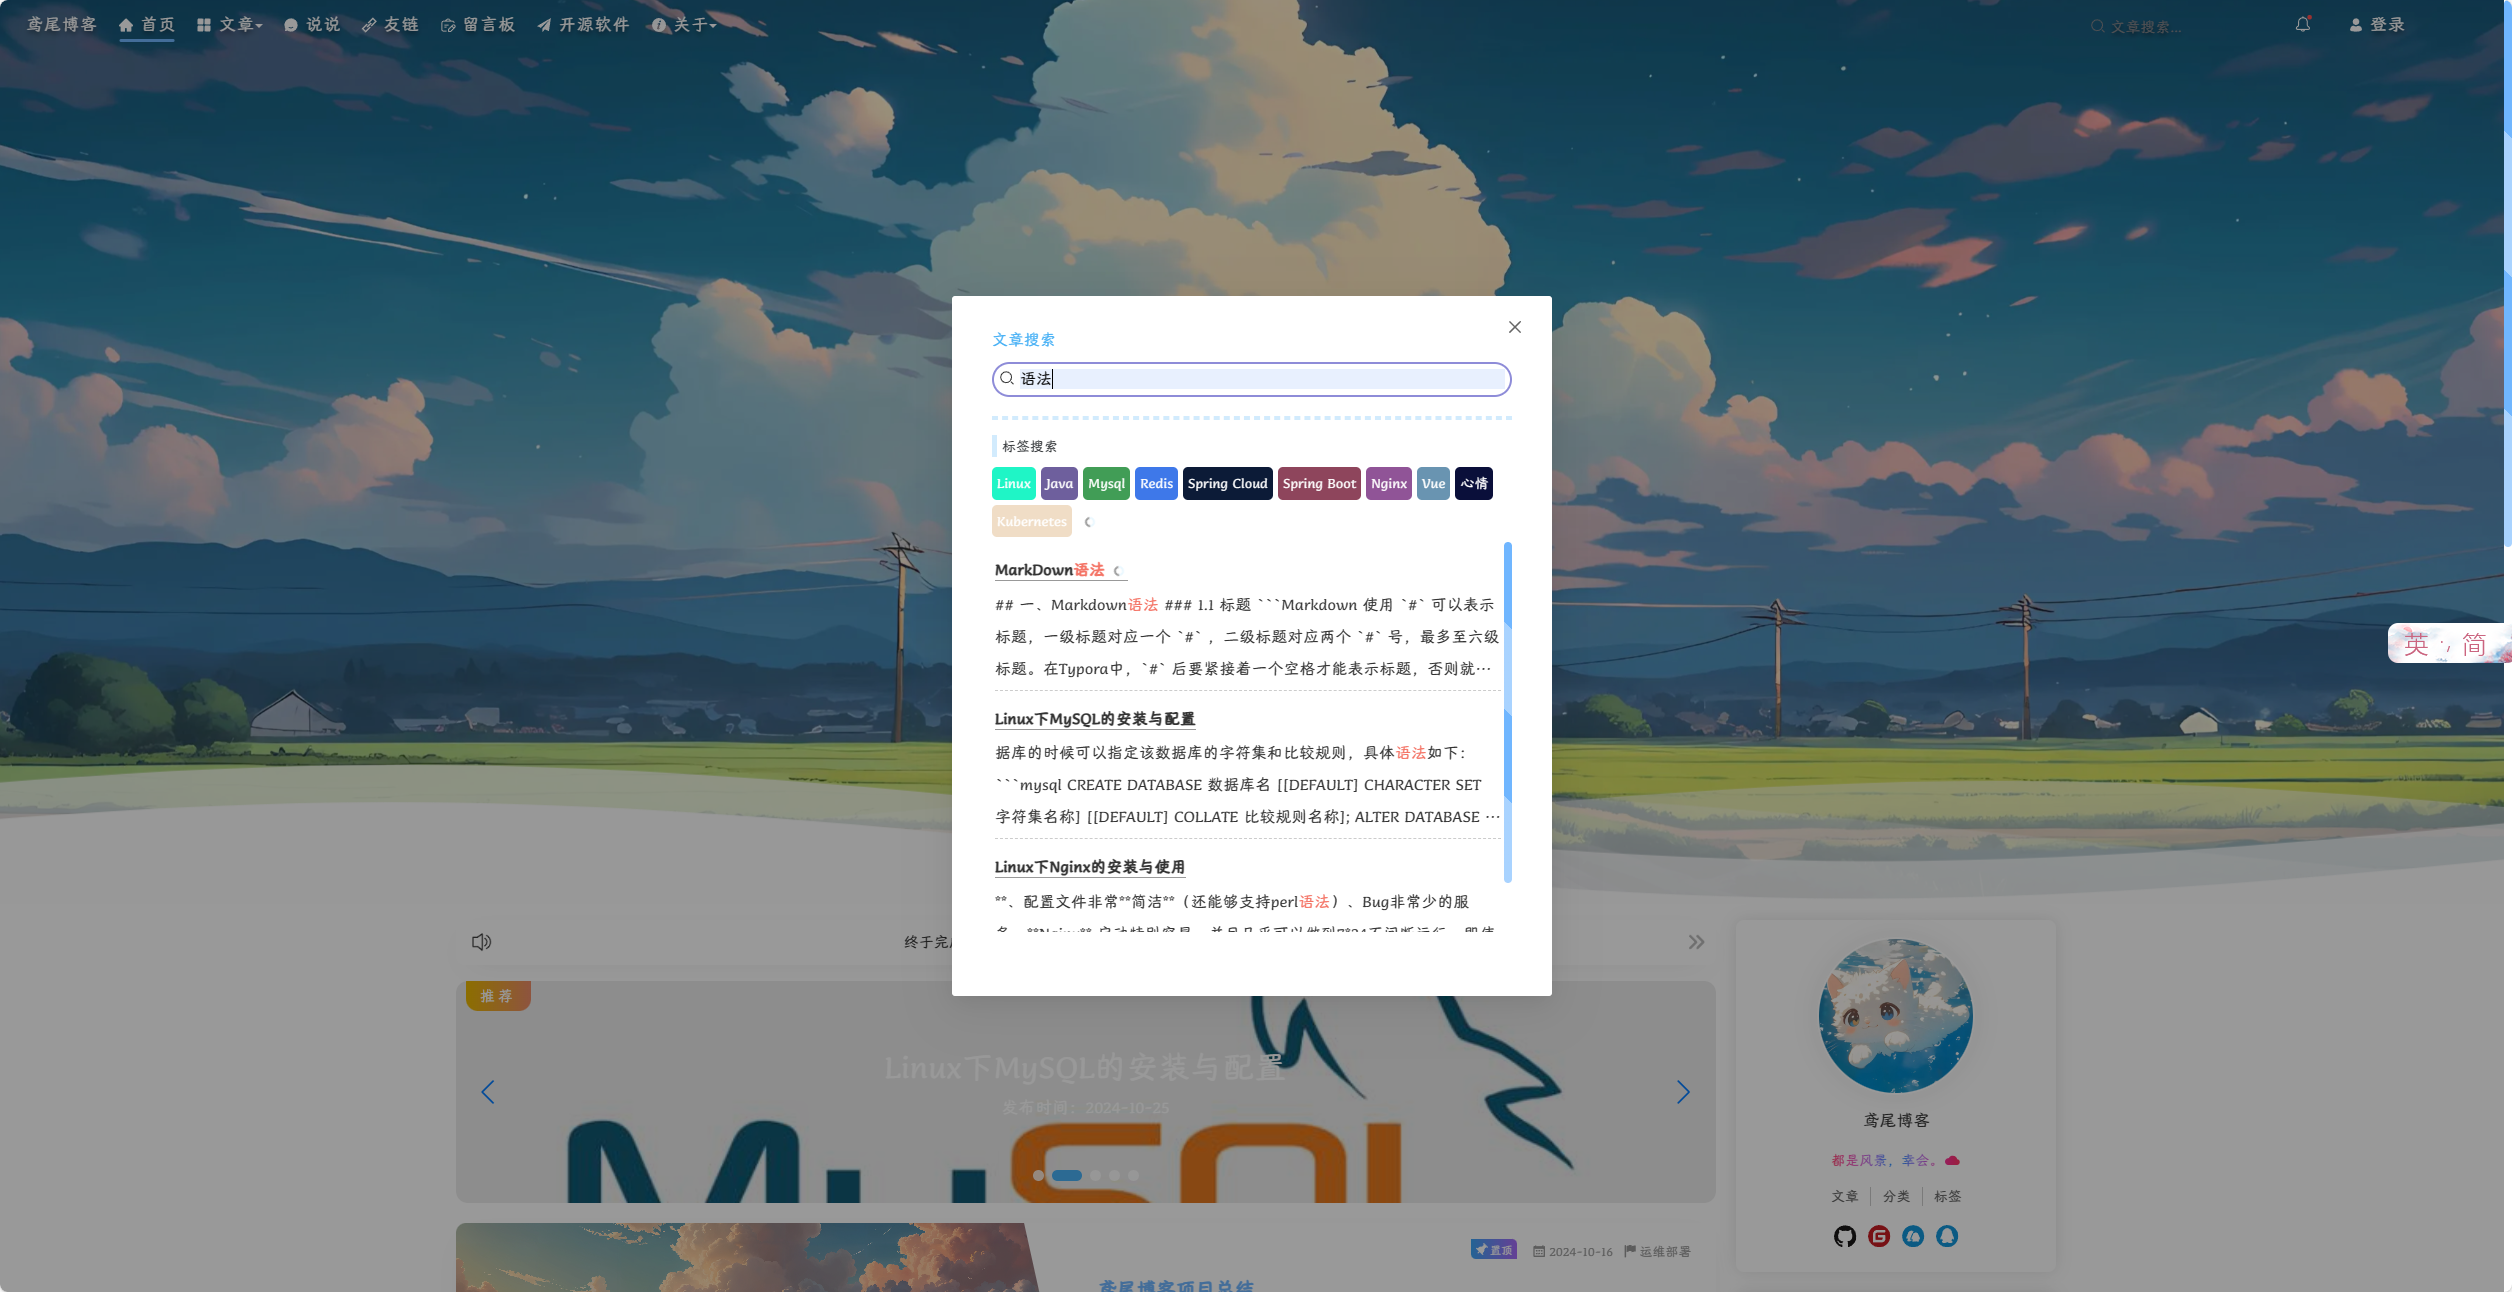 鸢尾博客 首页 文章 说说 友链 留言板 开源软件 关于 文章搜索... 登录
文章搜索
语法
标签搜索
Linux Java Mysql Redis Spring Cloud Spring Boot Nginx Vue 心情
Kubernetes
MarkDown语法
## 一、Markdown语法 ### 1.1 标题 ```Markdown 使用 `#` 可以表示
标题，一级标题对应一个 `#` ，二级标题对应两个 `#` 号，最多至六级
标题。在Typora中，`#` 后要紧接着一个空格才能表示标题，否则就…
Linux下MySQL的安装与配置
据库的时候可以指定该数据库的字符集和比较规则，具体语法如下：
```mysql CREATE DATABASE 数据库名 [[DEFAULT] CHARACTER SET
字符集名称] [[DEFAULT] COLLATE 比较规则名称]; ALTER DATABASE …
Linux下Nginx的安装与使用
**、配置文件非常**简洁**（还能够支持perl语法）、Bug非常少的服
英 ·, 简
终于完
推荐
Linux下MySQL的安装与配置
发布时间：2024-10-25
MySQL
置顶 2024-10-16 运维部署
鸢尾博客项目总结
鸢尾博客
都是风景，幸会。
文章 分类 标签